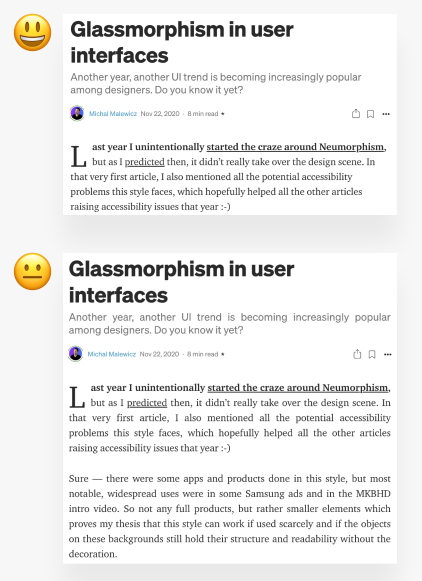 Glassmorphism in user
interfaces
Another year, another UI trend is becoming increasingly popular
among designers. Do you know it yet?
Michal Malewicz Nov 22, 2020 · 8 min read ★
Last year I unintentionally started the craze around Neumorphism,
but as I predicted then, it didn't really take over the design scene. In
that very first article, I also mentioned all the potential accessibility
problems this style faces, which hopefully helped all the other articles
raising accessibility issues that year :-)
Glassmorphism in user
interfaces
Another year, another UI trend is becoming increasingly popular
among designers. Do you know it yet?
Michal Malewicz Nov 22, 2020 · 8 min read ★
Last year I unintentionally started the craze around Neumorphism,
but as I predicted then, it didn't really take over the design scene. In
that very first article, I also mentioned all the potential accessibility
problems this style faces, which hopefully helped all the other articles
raising accessibility issues that year :-)
Sure — there were some apps and products done in this style, but most
notable, widespread uses were in some Samsung ads and in the MKBHD
intro video. So not any full products, but rather smaller elements which
proves my thesis that this style can work if used scarcely and if the objects
on these backgrounds still hold their structure and readability without the
decoration.